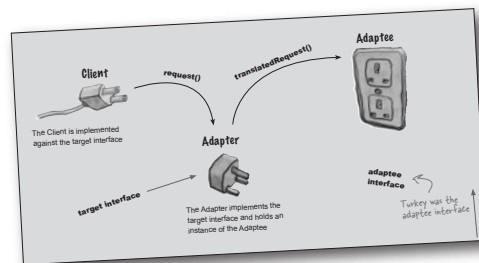 Adaptee
Client
request()
translatedRequest()
The Client is implemented
against the target interface
Adapter
target interface
The Adapter implements the
target interface and holds an
instance of the Adaptee
adaptee
interface
Turkey was the
adaptee interface